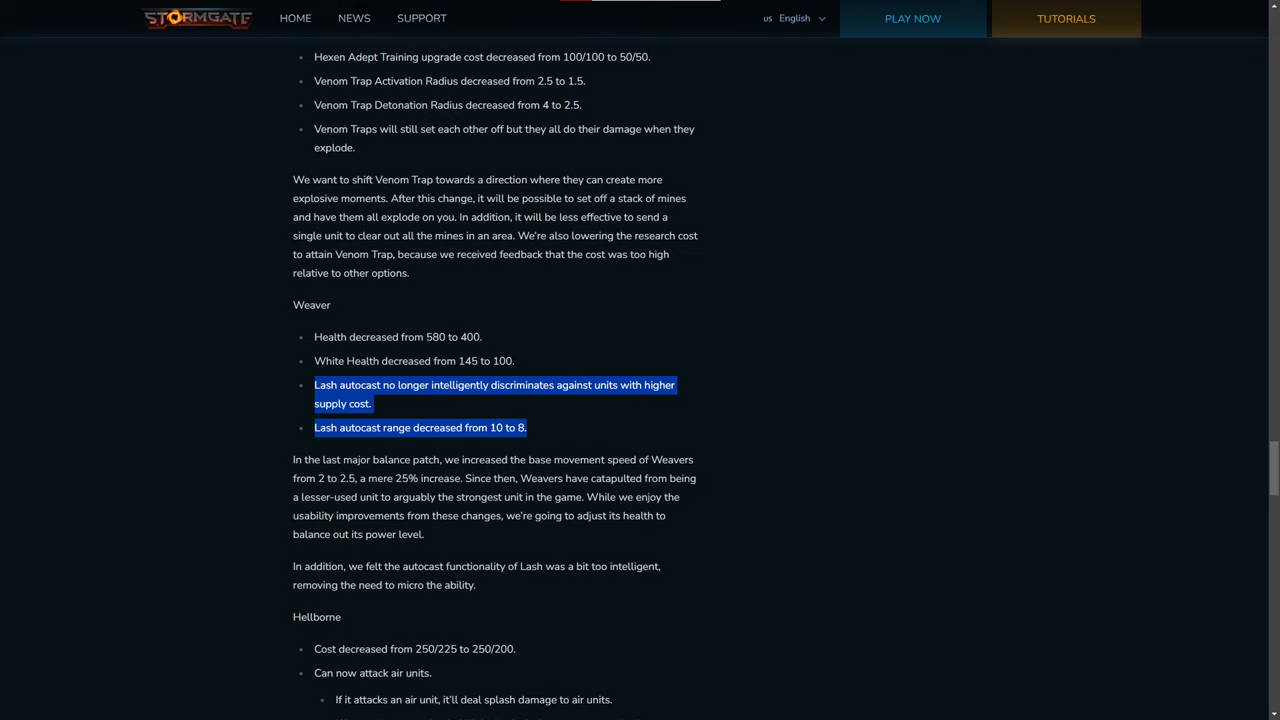 STORMGATE
HOME
NEWS
SUPPORT
us English
PLAY NOW
TUTORIALS
Hexen Adept Training upgrade cost decreased from 100/100 to 50/50.
Venom Trap Activation Radius decreased from 2.5 to 1.5.
Venom Trap Detonation Radius decreased from 4 to 2.5.
Venom Traps will still set each other off but they all do their damage when they
explode.
We want to shift Venom Trap towards a direction where they can create more
explosive moments. After this change, it will be possible to set off a stack of mines
and have them all explode on you. In addition, it will be less effective to send a
single unit to clear out all the mines in an area. We’re also lowering the research cost
to attain Venom Trap, because we received feedback that the cost was too high
relative to other options.
Weaver
Health decreased from 580 to 400.
White Health decreased from 145 to 100.
Lash autocast no longer intelligently discriminates against units with higher
supply cost.
Lash autocast range decreased from 10 to 8.
In the last major balance patch, we increased the base movement speed of Weavers
from 2 to 2.5, a mere 25% increase. Since then, Weavers have catapulted from being
a lesser-used unit to arguably the strongest unit in the game. While we enjoy the
usability improvements from these changes, we’re going to adjust its health to
balance out its power level.
In addition, we felt the autocast functionality of Lash was a bit too intelligent,
removing the need to micro the ability.
Hellborne
Cost decreased from 250/225 to 250/200.
Can now attack air units.
If it attacks an air unit, it’ll deal splash damage to air units.